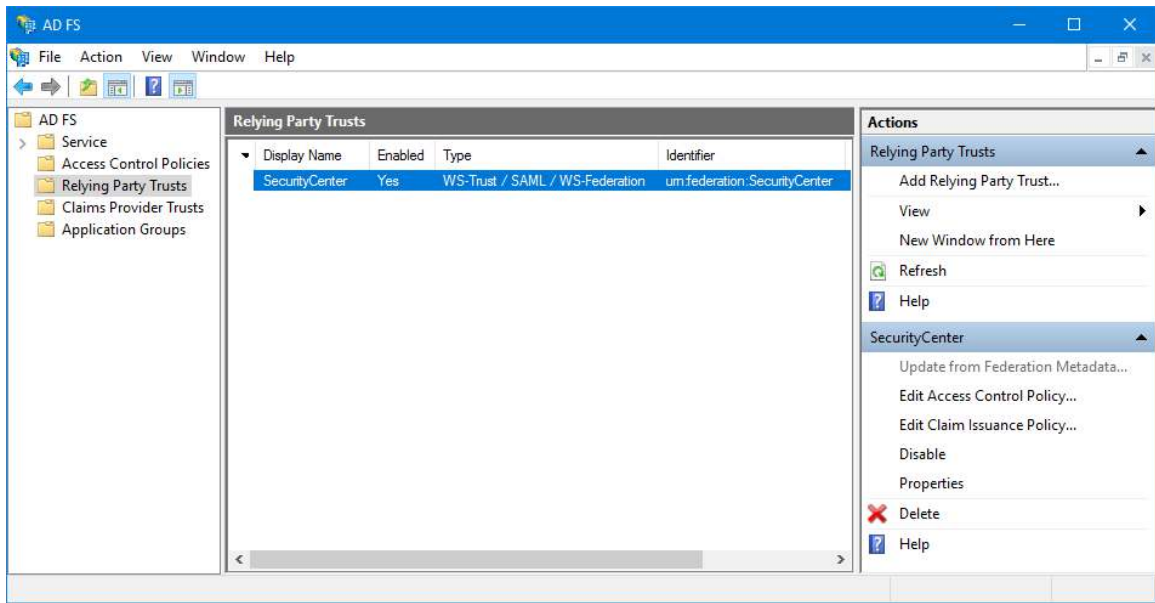 AD FS
File Action View Window Help
AD FS
Service
Access Control Policies
Relying Party Trusts
Claims Provider Trusts
Application Groups
Relying Party Trusts
Display Name Enabled Type Identifier
SecurityCenter Yes WS-Trust / SAML / WS-Federation urn:federation:SecurityCenter
Actions
Relying Party Trusts
Add Relying Party Trust...
View
New Window from Here
Refresh
Help
SecurityCenter
Update from Federation Metadata...
Edit Access Control Policy...
Edit Claim Issuance Policy...
Disable
Properties
Delete
Help